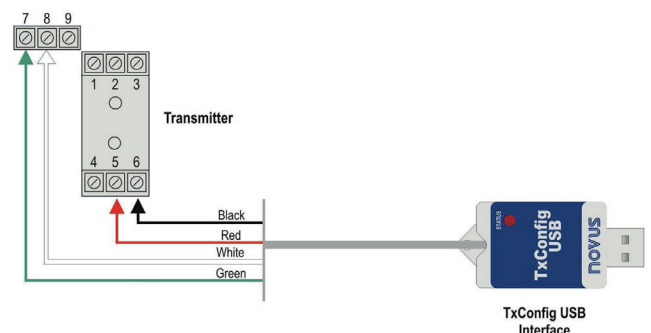 7 8 9
1 2 3
Transmitter
4 5 6
Black
Red
White
Green
STATUS
TxConfig
USB
NOVUS
TxConfig USB
Interface